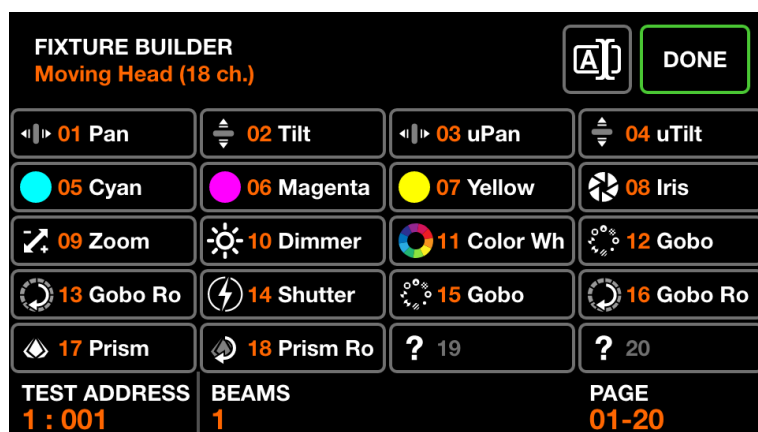 FIXTURE BUILDER
Moving Head (18 ch.)
A
DONE
01 Pan
02 Tilt
03 uPan
04 uTilt
05 Cyan
06 Magenta
07 Yellow
08 Iris
09 Zoom
10 Dimmer
11 Color Wh
12 Gobo
13 Gobo Ro
14 Shutter
15 Gobo
16 Gobo Ro
17 Prism
18 Prism Ro
? 19
? 20
TEST ADDRESS
1 : 001
BEAMS
1
PAGE
01-20